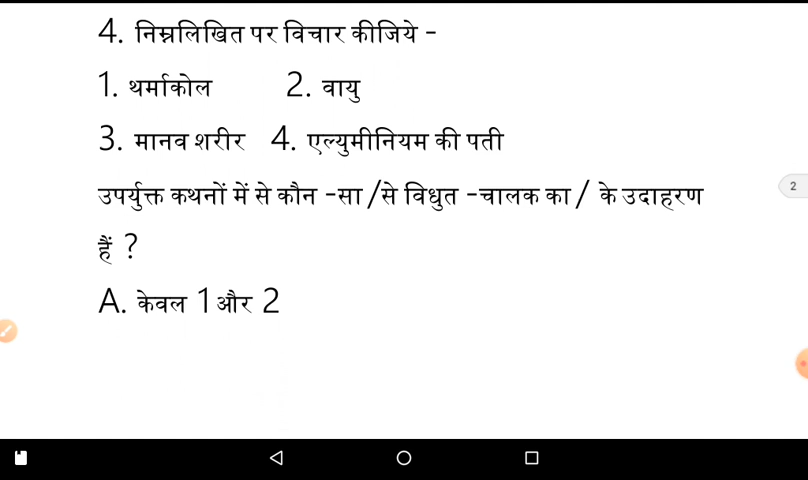 4. निम्नलिखित पर विचार कीजिये -
1. थर्माकोल 2. वायु
3. मानव शरीर 4. एल्युमीनियम की पती
उपर्युक्त कथनों में से कौन -सा /से विधुत -चालक का / के उदाहरण
हैं ?
A. केवल 1 और 2
2